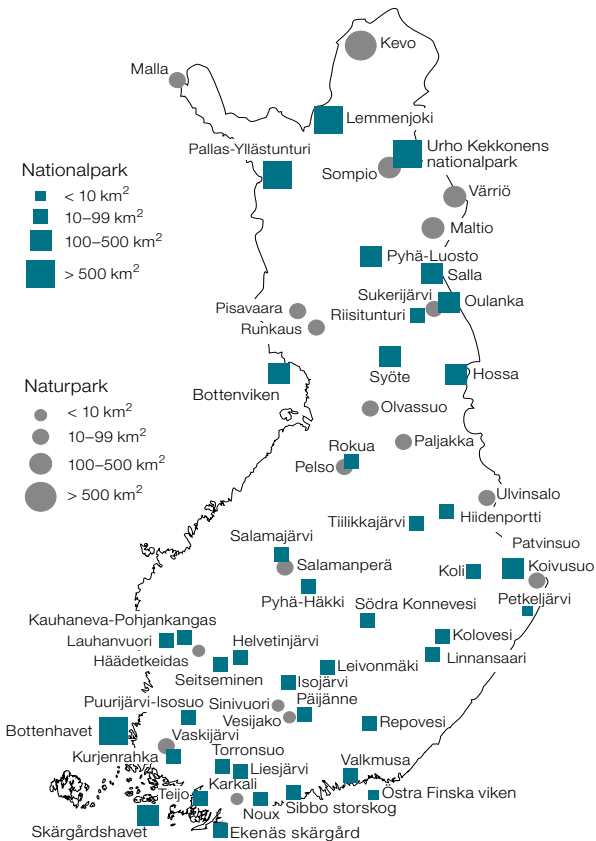 Kevo
Malla
Lemmenjoki
Pallas-Yllästunturi
Urho Kekkonens
nationalpark
Sompio
Nationalpark
< 10 km2
10–99 km2
100–500 km2
> 500 km2
Värriö
Maltio
Pyhä-Luosto
Salla
Sukerijärvi
Oulanka
Riisitunturi
Pisavaara
Runkaus
Syöte
Hossa
Bottenviken
Naturpark
< 10 km2
10–99 km2
100–500 km2
> 500 km2
Olvassuo
Paljakka
Rokua
Pelso
Ulvinsalo
Hiidenportti
Tiilikkajärvi
Salamajärvi
Salamanperä
Patvinsuo
Koivusuo
Koli
Petkeljärvi
Pyhä-Häkki
Södra Konnevesi
Kauhaneva-Pohjankangas
Lauhanvuori
Häädetkeidas
Helvetinjärvi
Seitseminen
Kolovesi
Linnansaari
Leivonmäki
Isojärvi
Puurijärvi-Isosuo
Sinivuori
Päijänne
Vesijako
Repovesi
Bottenhavet
Vaskijärvi
Kurjenrahka
Torronsuo
Liesjärvi
Valkmusa
Karkali
Teijo
Östra Finska viken
Noux
Sibbo storskog
Skärgårdshavet
Ekenäs skärgård